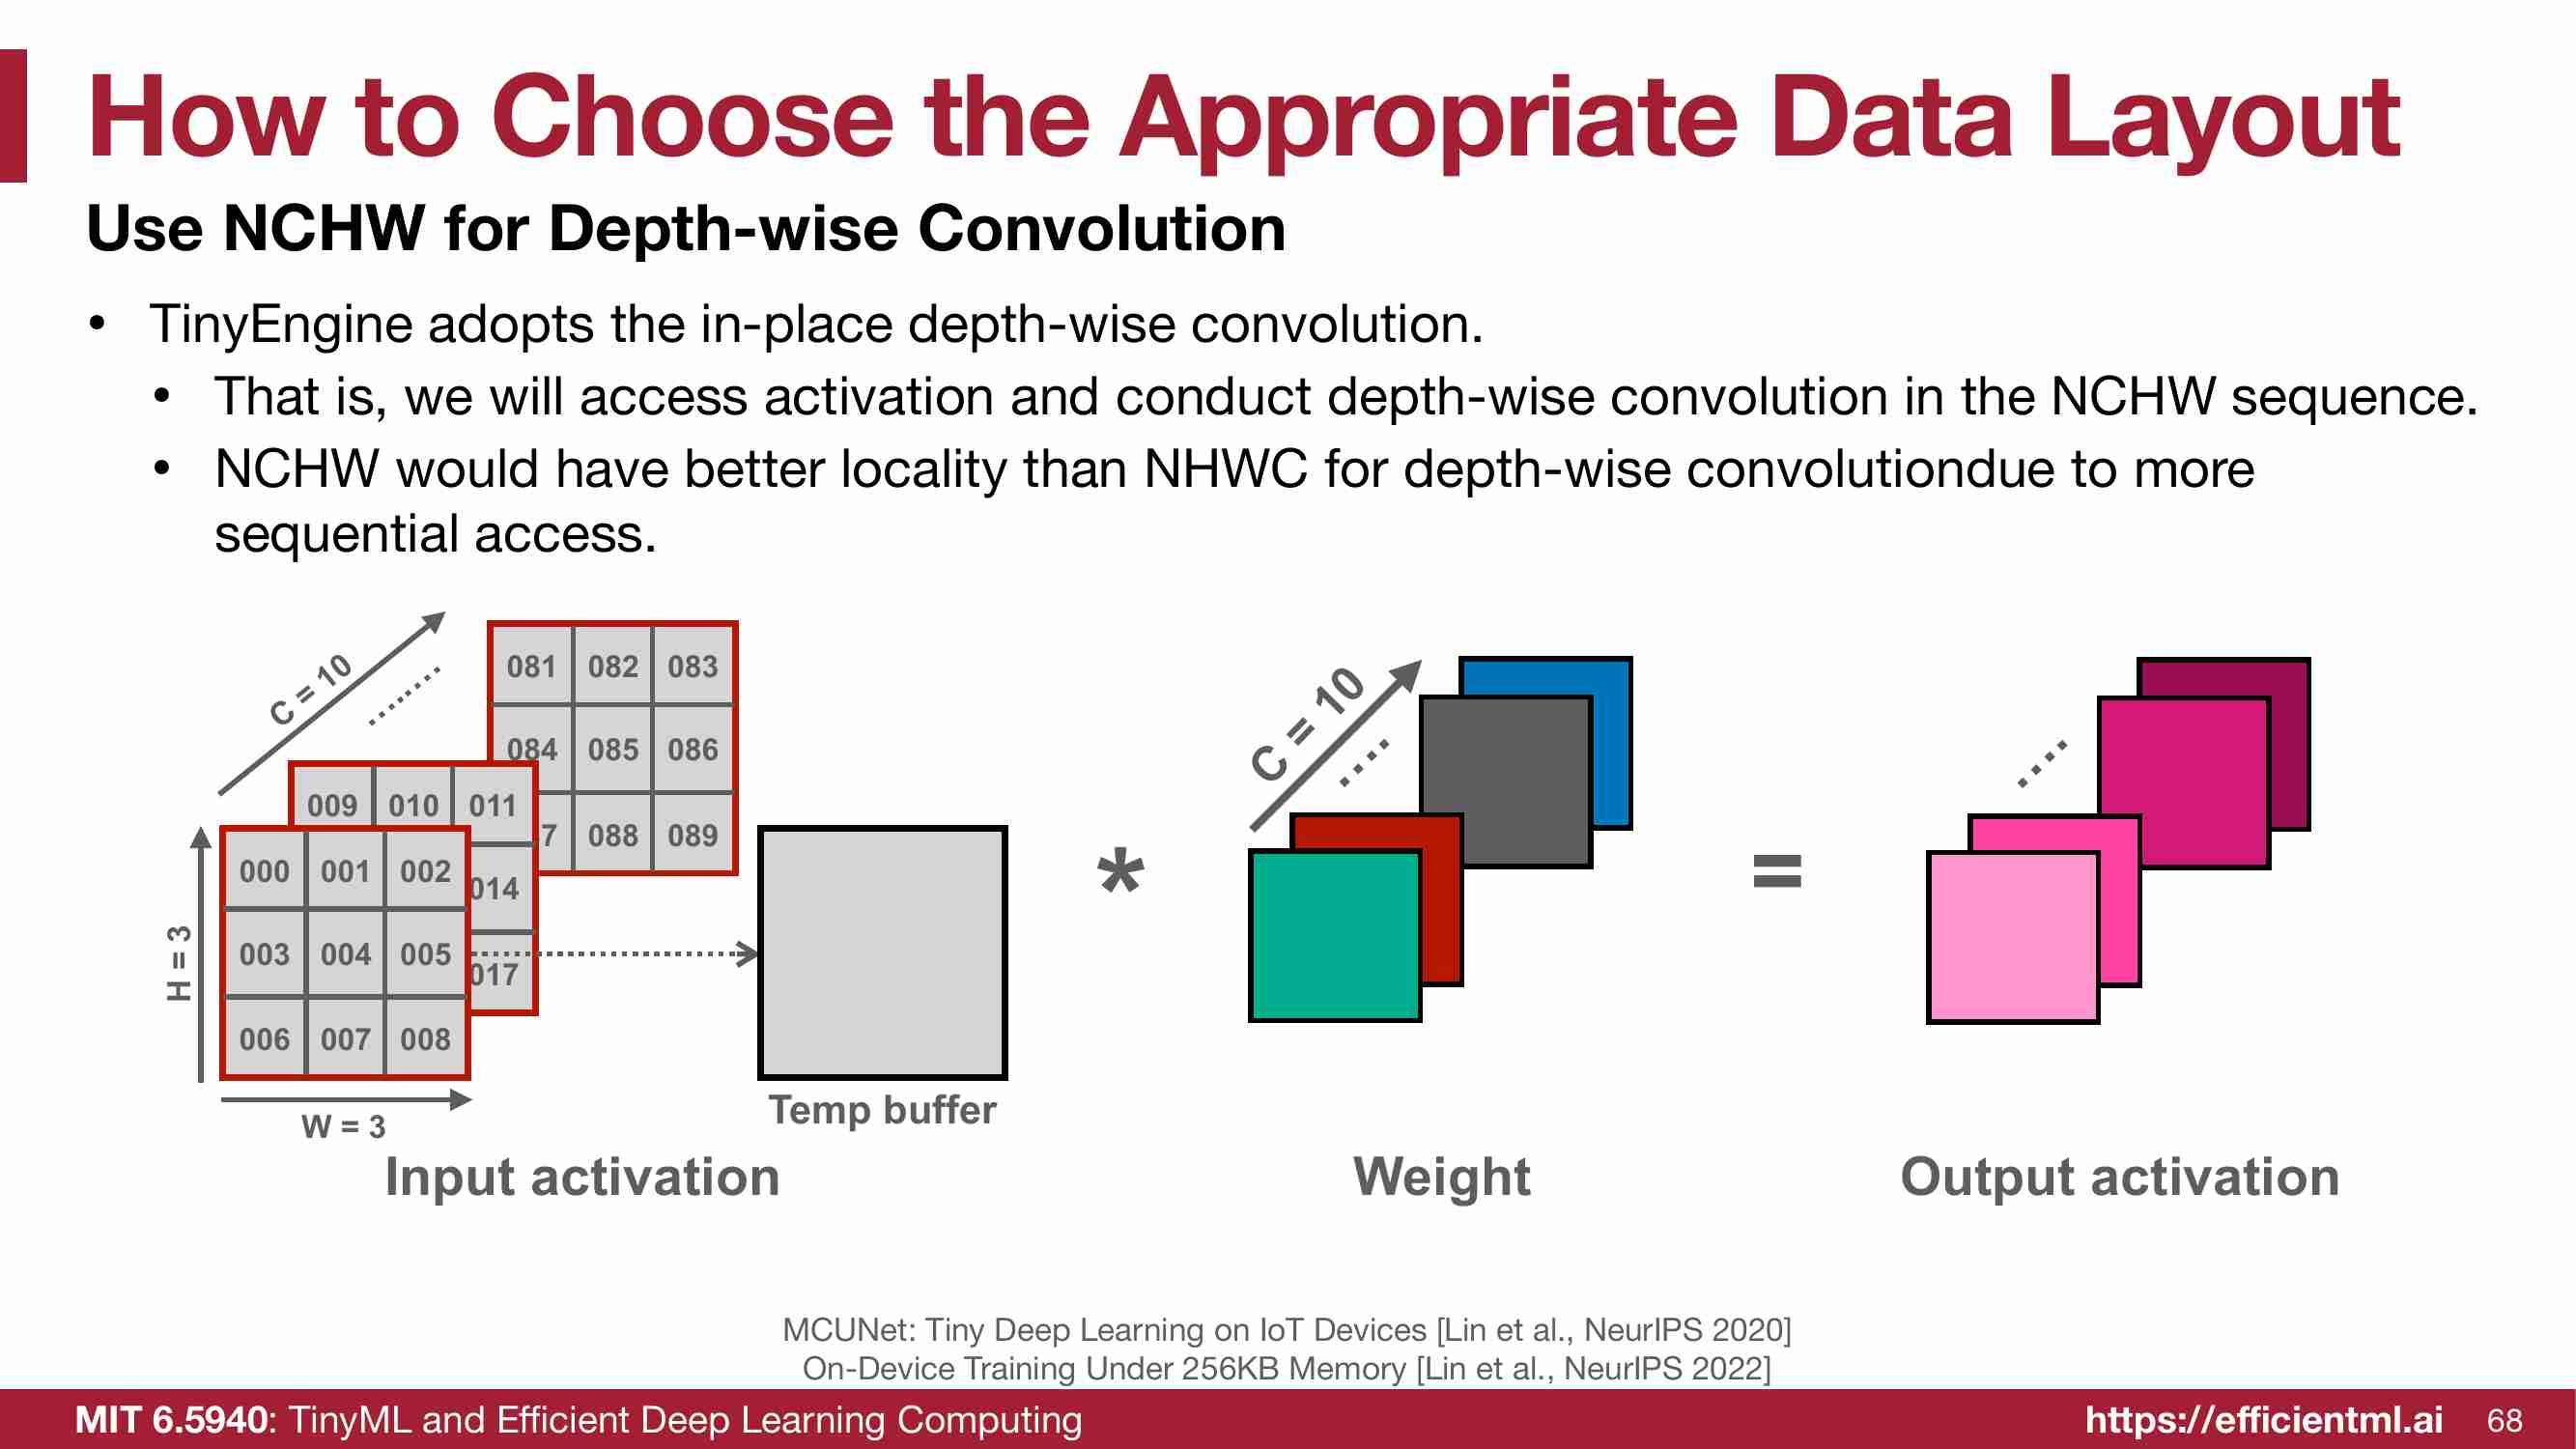 How to Choose the Appropriate Data Layout
Use NCHW for Depth-wise Convolution
• TinyEngine adopts the in-place depth-wise convolution.
• That is, we will access activation and conduct depth-wise convolution in the NCHW sequence.
• NCHW would have better locality than NHWC for depth-wise convolutiondue to more
sequential access.
C = 10
081 082 083
084 085 086
7 088 089
009 010 011
014
017
000 001 002
003 004 005
006 007 008
H = 3
W = 3
Temp buffer
Input activation
*
C = 10
Weight
=
Output activation
MCUNet: Tiny Deep Learning on IoT Devices [Lin et al., NeurIPS 2020]
On-Device Training Under 256KB Memory [Lin et al., NeurIPS 2022]
MIT 6.5940: TinyML and Efficient Deep Learning Computing
https://efficientml.ai 68